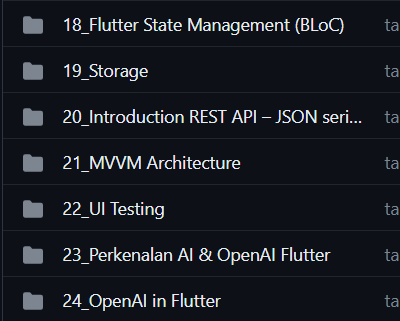 18_Flutter State Management (BLoC) ta
19_Storage ta
20_Introduction REST API – JSON seri... ta
21_MVVM Architecture ta
22_UI Testing ta
23_Perkenalan AI & OpenAI Flutter ta
24_OpenAI in Flutter ta